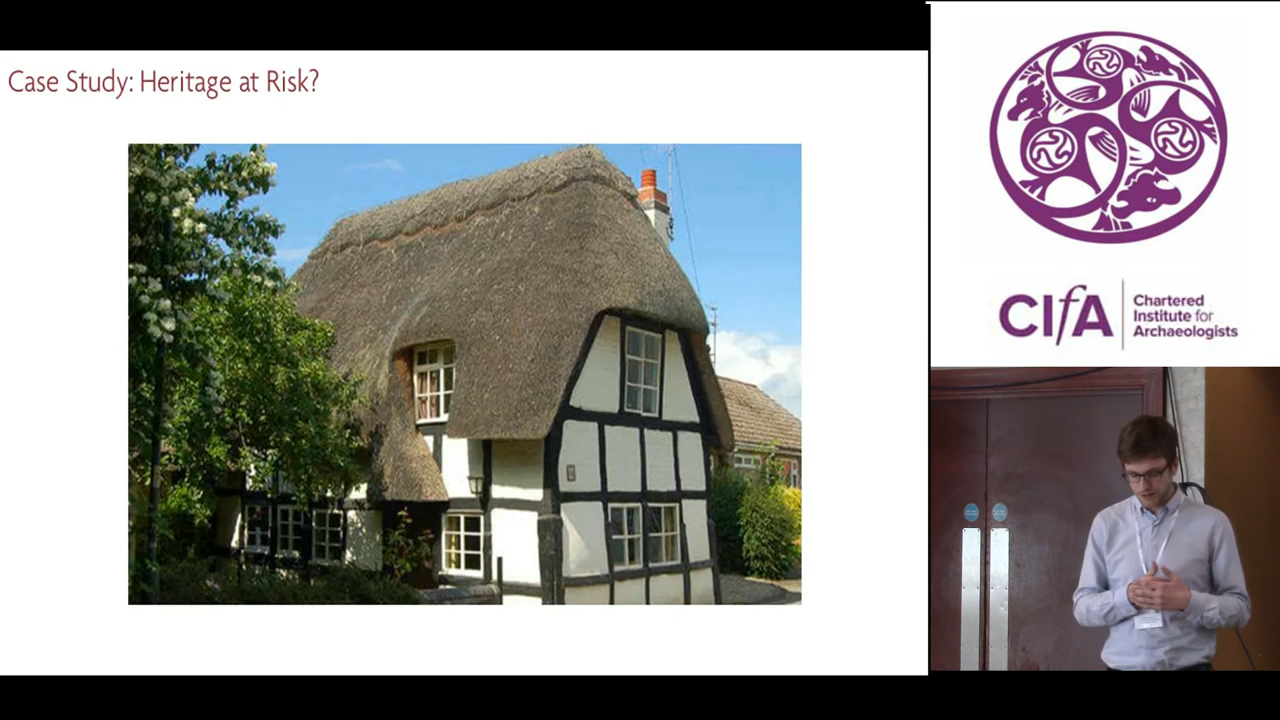 Case Study: Heritage at Risk?
CIfA
Chartered
Institute for
Archaeologists